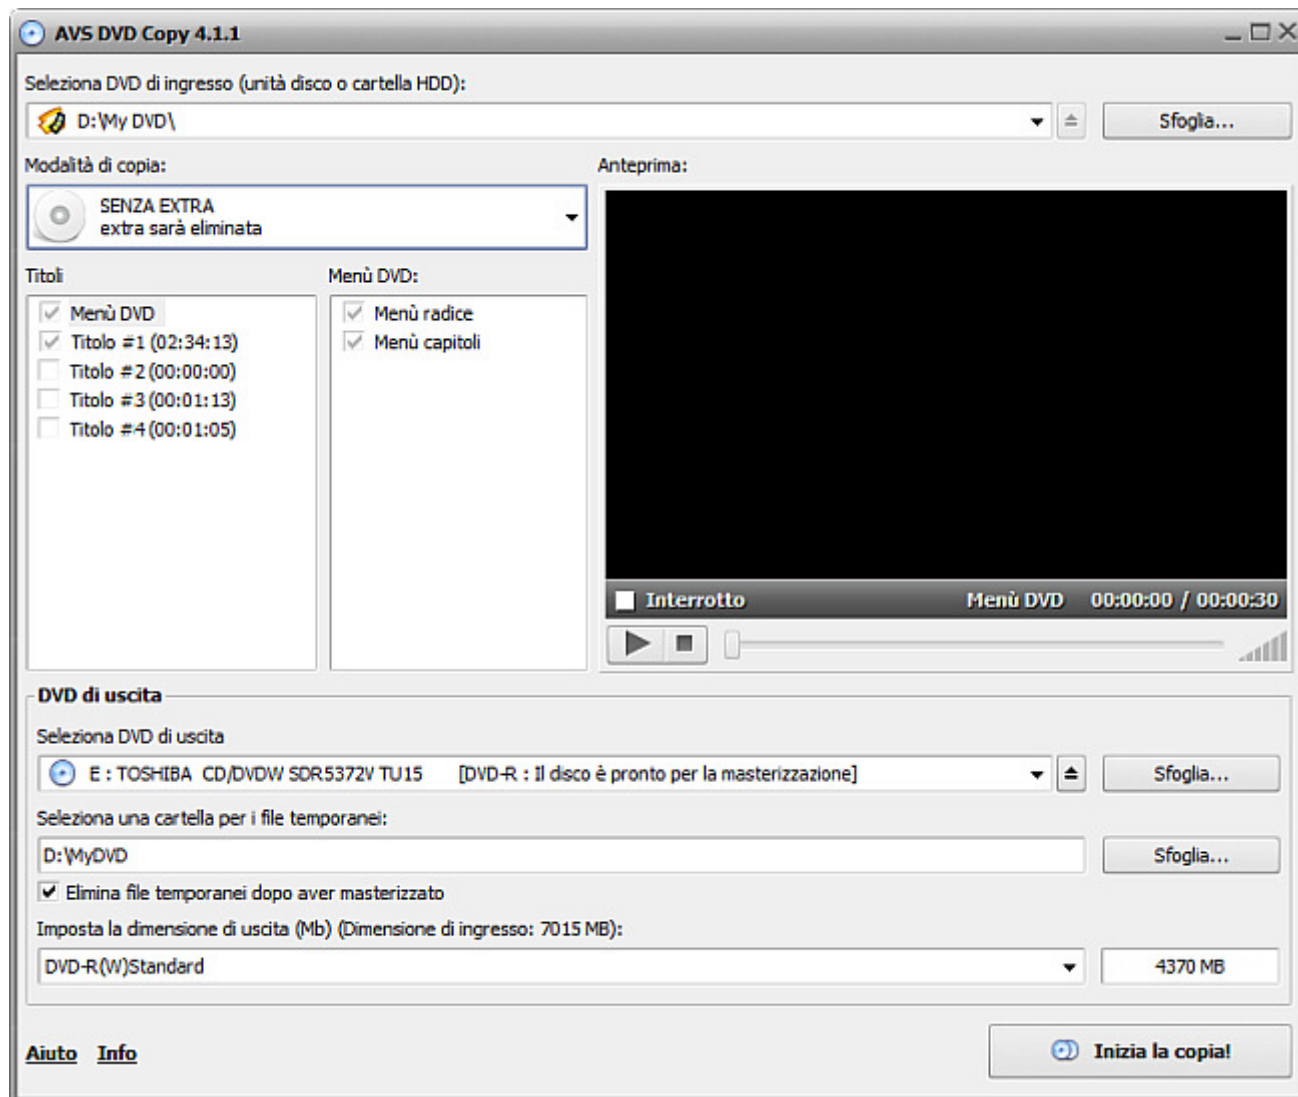 AVS DVD Copy 4.1.1
Seleziona DVD di ingresso (unità disco o cartella HDD):
D:\My DVD\
Sfoglia...
Modalità di copia:
SENZA EXTRA
extra sarà eliminata
Anteprima:
Titoli
Menù DVD
Titolo #1 (02:34:13)
Titolo #2 (00:00:00)
Titolo #3 (00:01:13)
Titolo #4 (00:01:05)
Menù DVD:
Menù radice
Menù capitoli
Interrotto Menù DVD 00:00:00 / 00:00:30
DVD di uscita
Seleziona DVD di uscita
E : TOSHIBA CD/DVDW SDR5372V TU15 [DVD-R : Il disco è pronto per la masterizzazione]
Sfoglia...
Seleziona una cartella per i file temporanei:
D:\MyDVD
Sfoglia...
Elimina file temporanei dopo aver masterizzato
Imposta la dimensione di uscita (Mb) (Dimensione di ingresso: 7015 MB):
DVD-R(W)Standard
4370 MB
Aiuto Info
Inizia la copia!